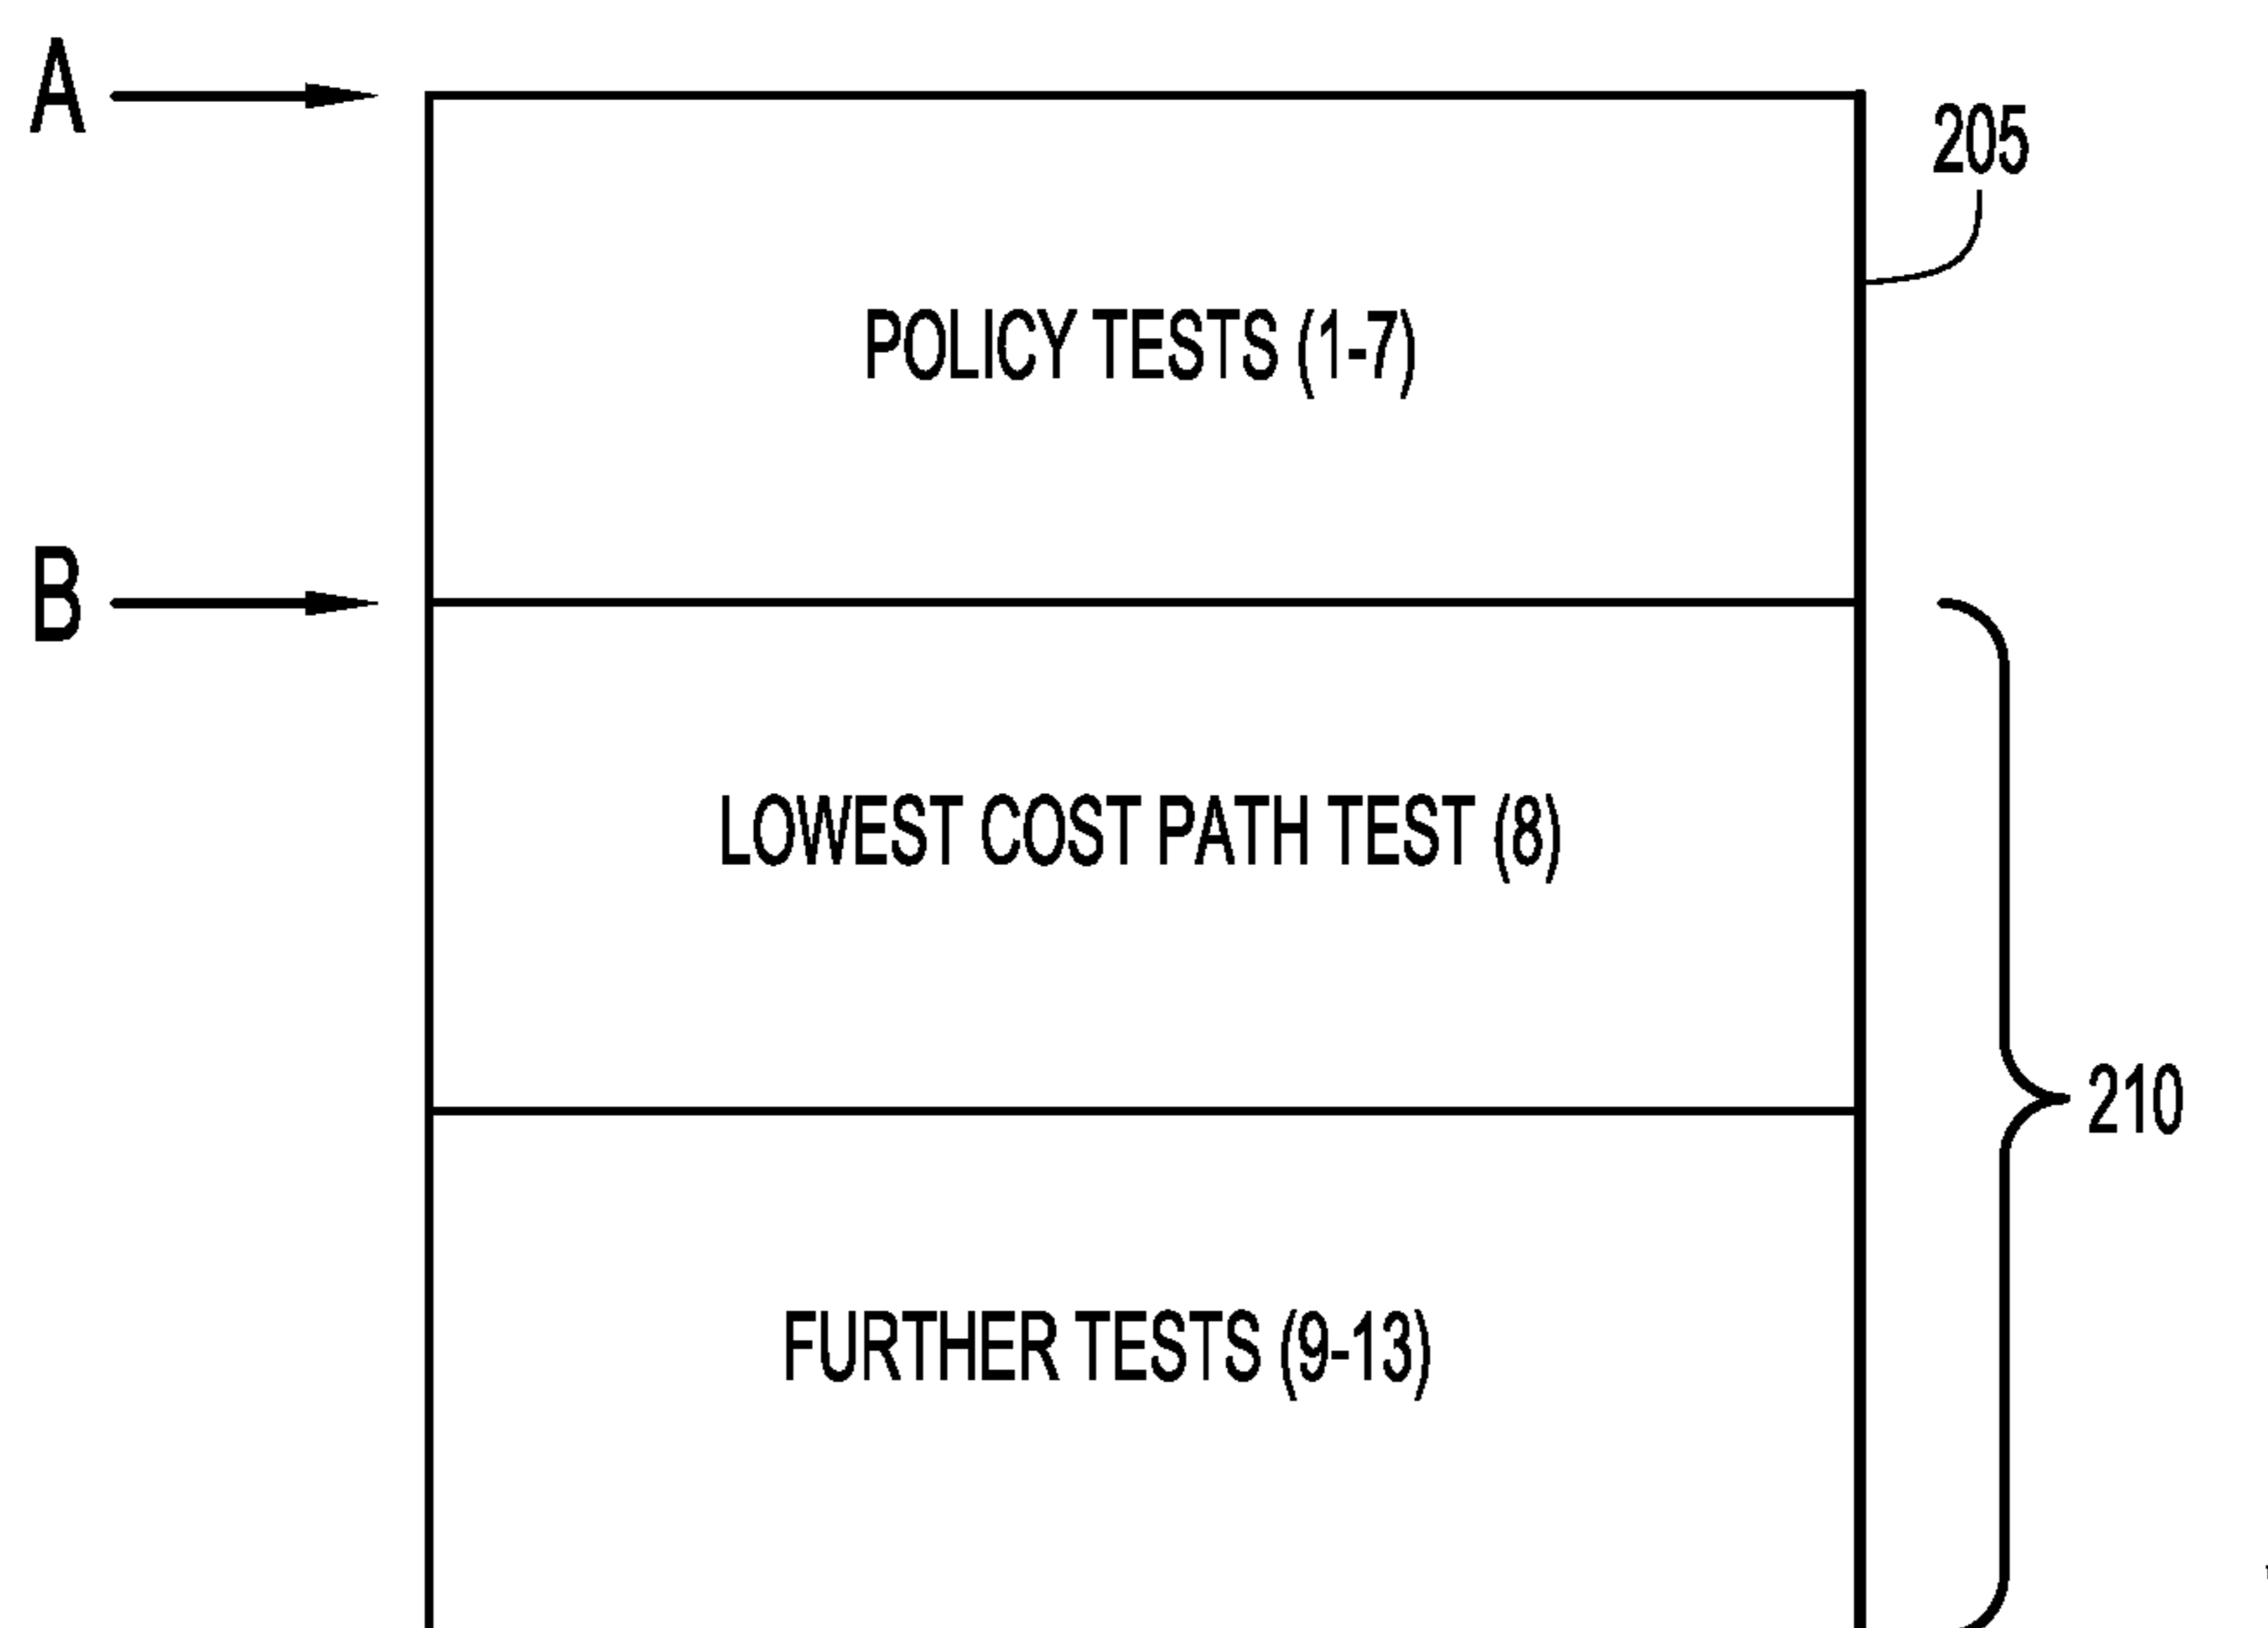 A
205
POLICY TESTS (1-7)
B
LOWEST COST PATH TEST (8)
210
FURTHER TESTS (9-13)